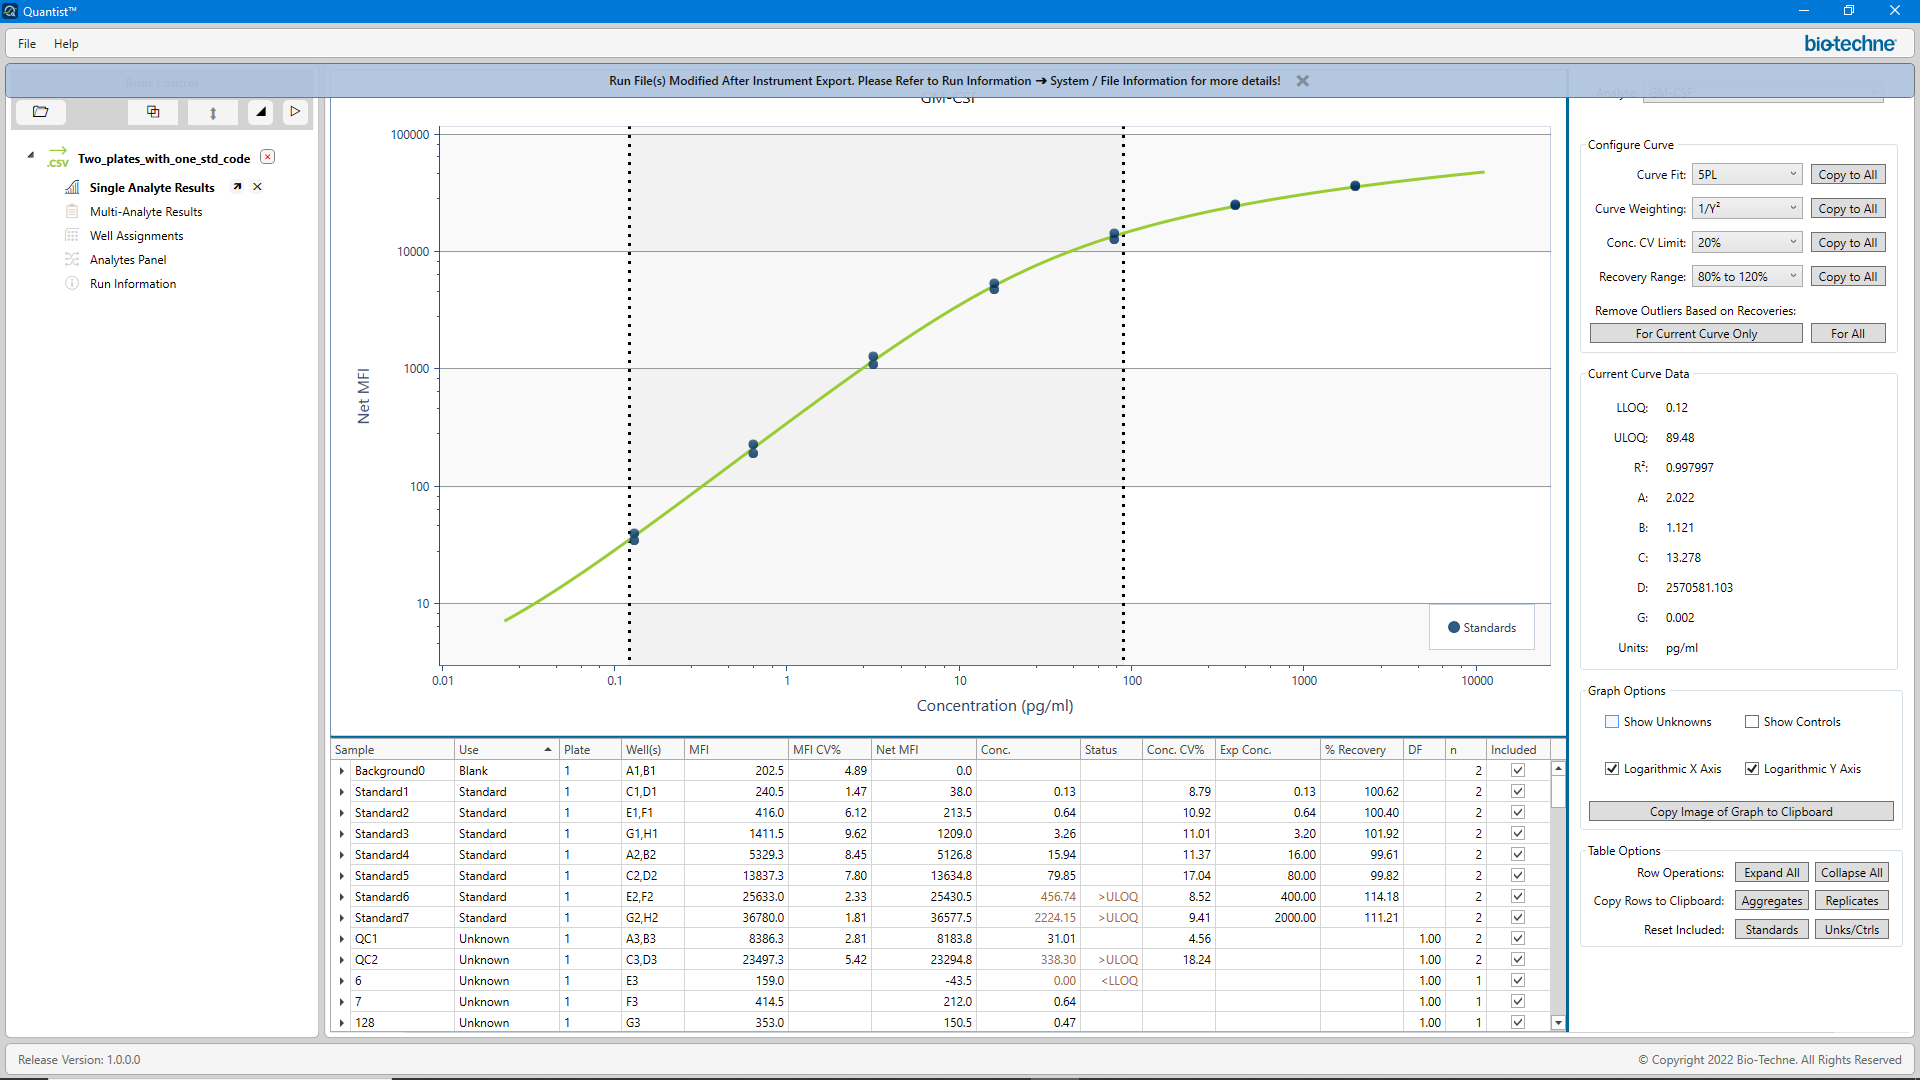 Quantist™
File Help
bio-techne
Run File(s) Modified After Instrument Export. Please Refer to Run Information ➔ System / File Information for more details!
Runs Control
GM-CSF
Analyte: GM-CSF
.CSV Two_plates_with_one_std_code
Single Analyte Results
Multi-Analyte Results
Well Assignments
Analytes Panel
Run Information
100000
10000
1000
100
10
Net MFI
0.01 0.1 1 10 100 1000 10000
Concentration (pg/ml)
Standards
Configure Curve
Curve Fit: 5PL Copy to All
Curve Weighting: 1/Y² Copy to All
Conc. CV Limit: 20% Copy to All
Recovery Range: 80% to 120% Copy to All
Remove Outliers Based on Recoveries:
For Current Curve Only For All
Current Curve Data
LLOQ: 0.12
ULOQ: 89.48
R²: 0.997997
A: 2.022
B: 1.121
C: 13.278
D: 2570581.103
G: 0.002
Units: pg/ml
Graph Options
Show Unknowns Show Controls
Logarithmic X Axis Logarithmic Y Axis
Copy Image of Graph to Clipboard
Table Options
Row Operations: Expand All Collapse All
Copy Rows to Clipboard: Aggregates Replicates
Reset Included: Standards Unks/Ctrls
Sample Use Plate Well(s) MFI MFI CV% Net MFI Conc. Status Conc. CV% Exp Conc. % Recovery DF n Included
Background0 Blank 1 A1,B1 202.5 4.89 0.0 2
Standard1 Standard 1 C1,D1 240.5 1.47 38.0 0.13 8.79 0.13 100.62 2
Standard2 Standard 1 E1,F1 416.0 6.12 213.5 0.64 10.92 0.64 100.40 2
Standard3 Standard 1 G1,H1 1411.5 9.62 1209.0 3.26 11.01 3.20 101.92 2
Standard4 Standard 1 A2,B2 5329.3 8.45 5126.8 15.94 11.37 16.00 99.61 2
Standard5 Standard 1 C2,D2 13837.3 7.80 13634.8 79.85 17.04 80.00 99.82 2
Standard6 Standard 1 E2,F2 25633.0 2.33 25430.5 456.74 >ULOQ 8.52 400.00 114.18 2
Standard7 Standard 1 G2,H2 36780.0 1.81 36577.5 2224.15 >ULOQ 9.41 2000.00 111.21 2
QC1 Unknown 1 A3,B3 8386.3 2.81 8183.8 31.01 4.56 1.00 2
QC2 Unknown 1 C3,D3 23497.3 5.42 23294.8 338.30 >ULOQ 18.24 1.00 2
6 Unknown 1 E3 159.0 -43.5 0.00 <LLOQ 1.00 1
7 Unknown 1 F3 414.5 212.0 0.64 1.00 1
128 Unknown 1 G3 353.0 150.5 0.47 1.00 1
Release Version: 1.0.0.0
© Copyright 2022 Bio-Techne. All Rights Reserved